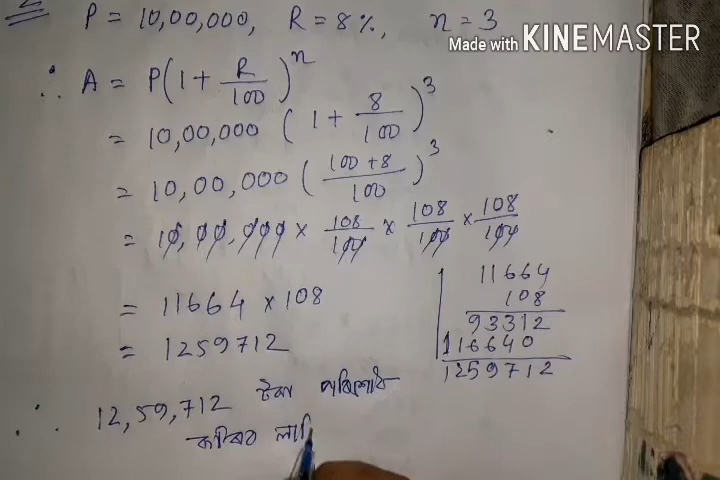 P = 10,00,000, R = 8%, n = 3
Made with KINEMASTER
∴ A = P(1 + R/100)^n
= 10,00,000 (1 + 8/100)^3
= 10,00,000 (100 + 8/100)^3
= 10,00,000 × 108/100 × 108/100 × 108/100
= 11664 × 108
= 1259712
11664
108
93312
116640
1259712
∴ 12,59,712 টকা পৰিশোধ
কৰিব লাগি